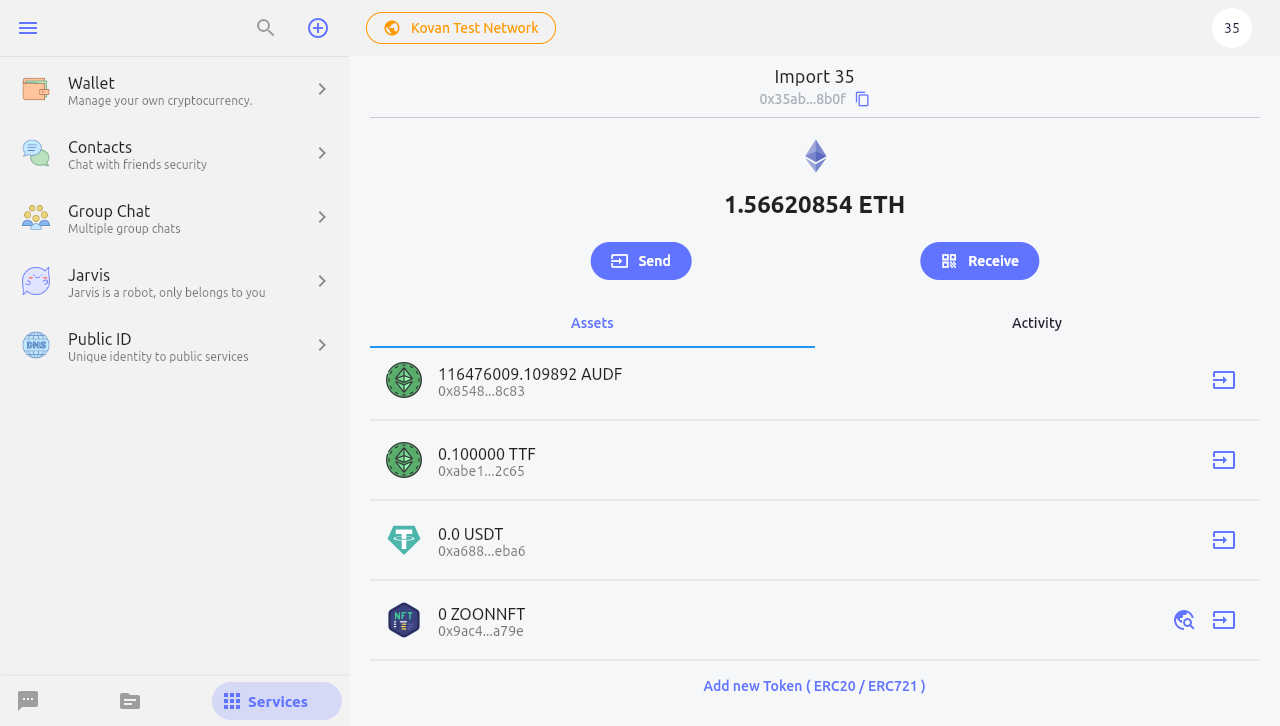 Kovan Test Network
35
Wallet
Manage your own cryptocurrency.
Contacts
Chat with friends security
Group Chat
Multiple group chats
Jarvis
Jarvis is a robot, only belongs to you
Public ID
DNS
Unique identity to public services
Services
Import 35
0x35ab...8b0f
1.56620854 ETH
Send
Receive
Assets
Activity
116476009.109892 AUDF
0x8548...8c83
0.100000 TTF
0xabe1...2c65
0.0 USDT
0xa688...eba6
NFT
0 ZOONNFT
0x9ac4...a79e
Add new Token ( ERC20 / ERC721 )